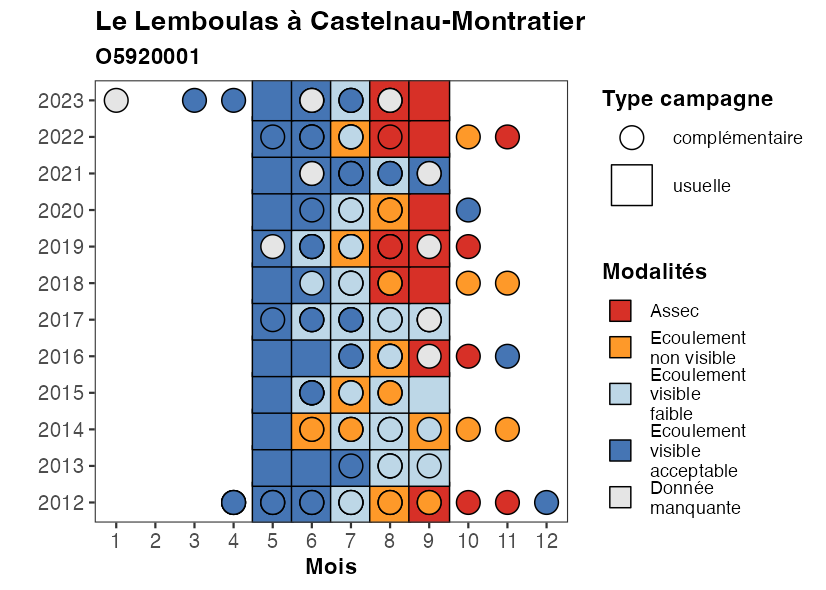 Le Lemboulas à Castelnau-Montratier
O5920001
2023
2022
2021
2020
2019
2018
2017
2016
2015
2014
2013
2012
1 2 3 4 5 6 7 8 9 10 11 12
Mois
Type campagne
complémentaire
usuelle
Modalités
Assec
Ecoulement
non visible
Ecoulement
visible
faible
Ecoulement
visible
acceptable
Donnée
manquante